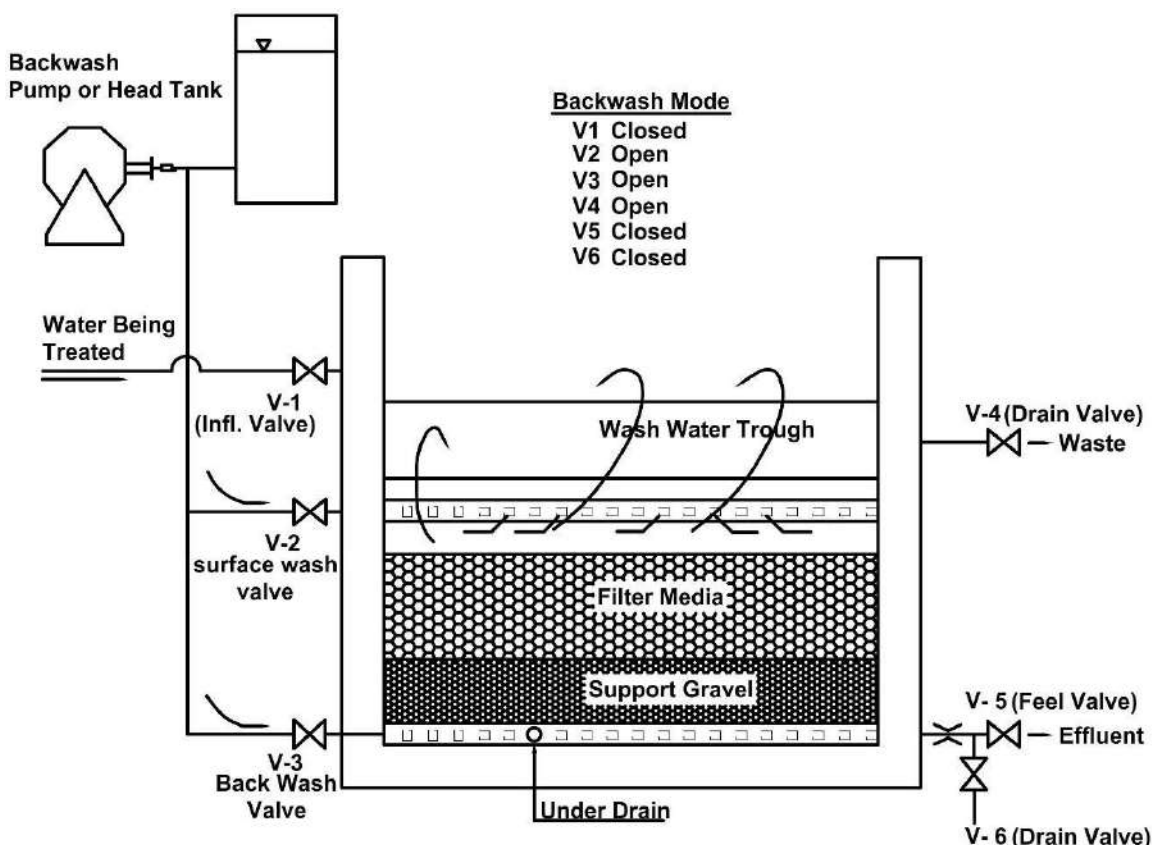 Backwash
Pump or Head Tank
Backwash Mode
V1 Closed
V2 Open
V3 Open
V4 Open
V5 Closed
V6 Closed
Water Being
Treated
V-1
(Infl. Valve)
Wash Water Trough
V-4 (Drain Valve)
Waste
V-2
surface wash
valve
Filter Media
Support Gravel
V- 5 (Feel Valve)
Effluent
V-3
Back Wash
Valve
Under Drain
V- 6 (Drain Valve)